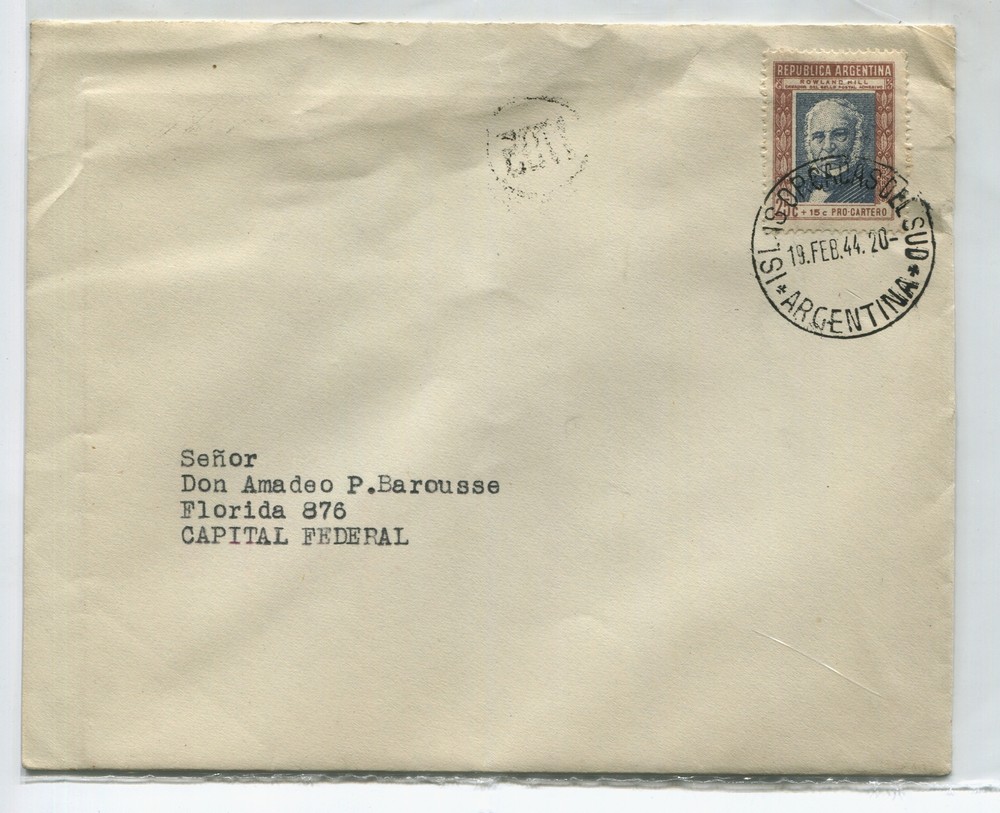 REPUBLICA ARGENTINA
ROWLAND HILL
+ 15 c PRO-CARTERO
ISLAS ORCADAS DEL SUD
19.FEB.44.20-
* ARGENTINA *
Señor
Don Amadeo P.Barousse
Florida 876
CAPITAL FEDERAL